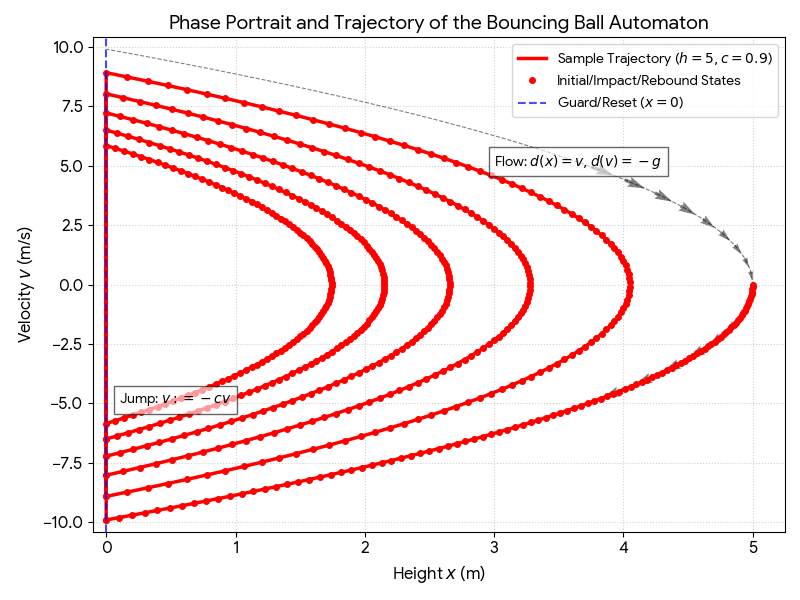 Phase Portrait and Trajectory of the Bouncing Ball Automaton
Sample Trajectory (h = 5, c = 0.9)
Initial/Impact/Rebound States
Guard/Reset (x = 0)
Flow: d(x) = v, d(v) = −g
Jump: v := −cv
10.0
7.5
5.0
2.5
0.0
−2.5
−5.0
−7.5
−10.0
Velocity v (m/s)
0 1 2 3 4 5
Height x (m)